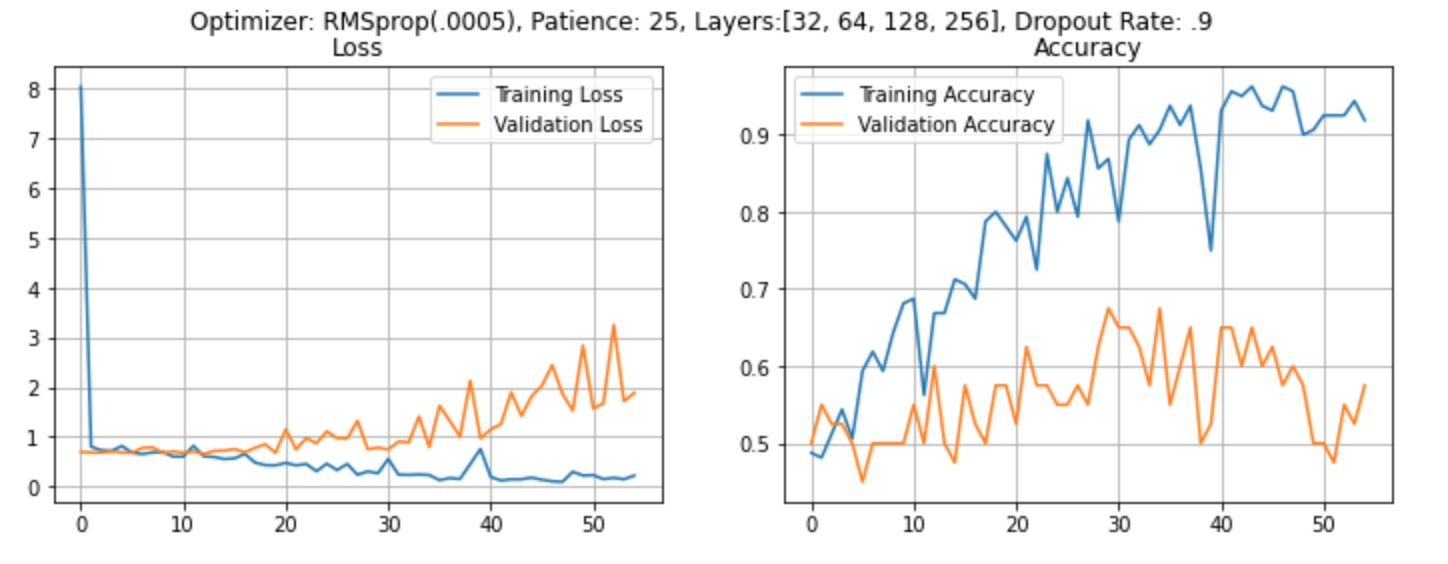 Optimizer: RMSprop(.0005), Patience: 25, Layers:[32, 64, 128, 256], Dropout Rate: .9
Loss
Training Loss
Validation Loss
8
7
6
5
4
3
2
1
0
0 10 20 30 40 50
Accuracy
Training Accuracy
Validation Accuracy
0.9
0.8
0.7
0.6
0.5
0 10 20 30 40 50